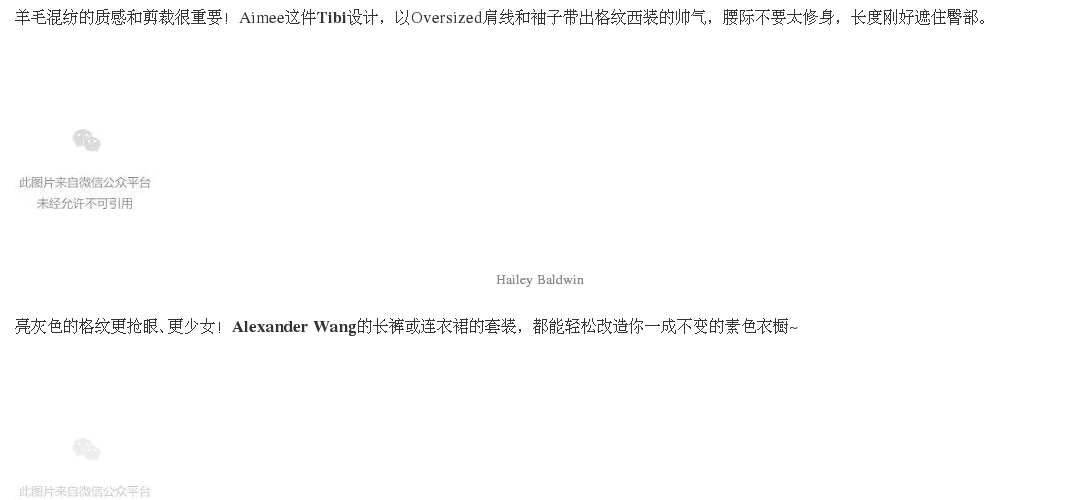 羊毛混纺的质感和剪裁很重要！Aimee这件Tibi设计，以Oversized肩线和袖子带出格纹西装的帅气，腰际不要太修身，长度刚好遮住臀部。
此图片来自微信公众平台
未经允许不可引用
Hailey Baldwin
亮灰色的格纹更抢眼、更少女！Alexander Wang的长裤或连衣裙的套装，都能轻松改造你一成不变的素色衣橱~
此图片来自微信公众平台